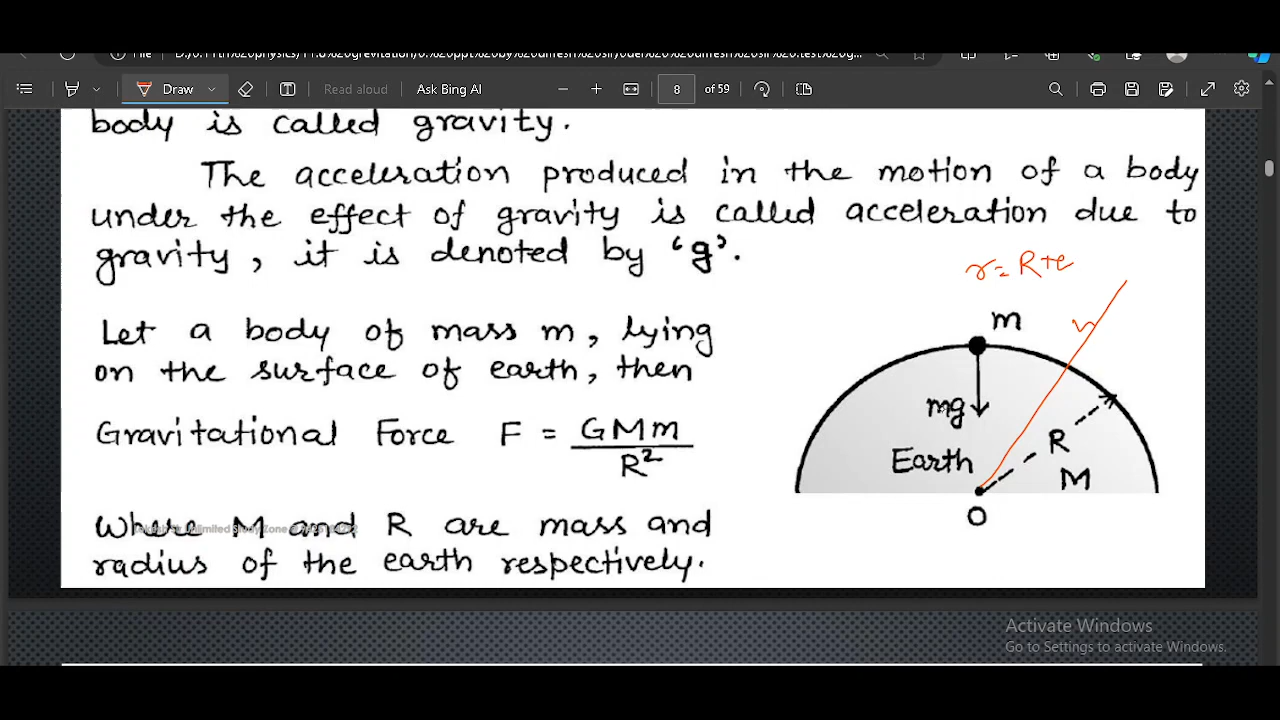 Draw
Read aloud
Ask Bing AI
8
of 59
body is called gravity.
The acceleration produced in the motion of a body
under the effect of gravity is called acceleration due to
gravity, it is denoted by 'g'.
Let a body of mass m, lying
on the surface of earth, then
Gravitational Force F = GMm
R²
Where M and R are mass and
radius of the earth respectively.
r = R+
m
mg
Earth
R
M
O
Activate Windows
Go to Settings to activate Windows.